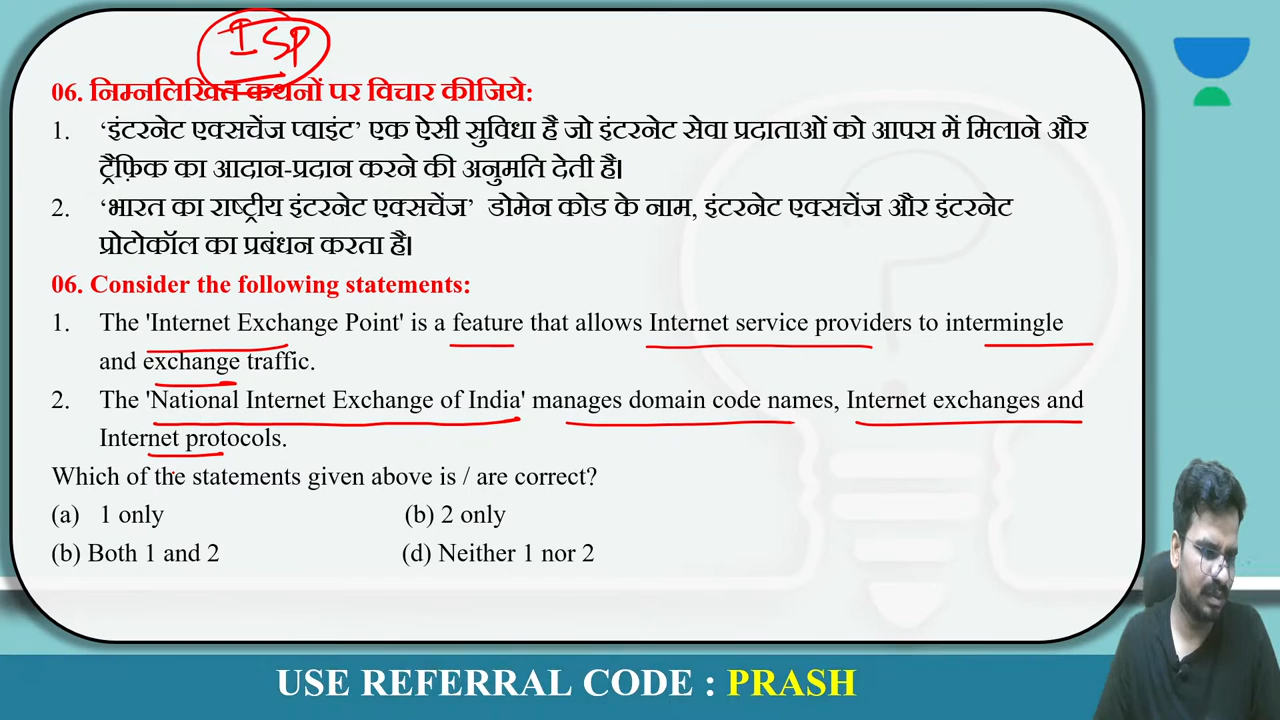 ISP
06. निम्नलिखित कथनों पर विचार कीजिये:
1. ‘इंटरनेट एक्सचेंज प्वाइंट’ एक ऐसी सुविधा है जो इंटरनेट सेवा प्रदाताओं को आपस में मिलाने और
ट्रैफ़िक का आदान-प्रदान करने की अनुमति देती है।
2. ‘भारत का राष्ट्रीय इंटरनेट एक्सचेंज’ डोमेन कोड के नाम, इंटरनेट एक्सचेंज और इंटरनेट
प्रोटोकॉल का प्रबंधन करता है।
06. Consider the following statements:
1. The 'Internet Exchange Point' is a feature that allows Internet service providers to intermingle
and exchange traffic.
2. The 'National Internet Exchange of India' manages domain code names, Internet exchanges and
Internet protocols.
Which of the statements given above is / are correct?
(a) 1 only (b) 2 only
(b) Both 1 and 2 (d) Neither 1 nor 2
USE REFERRAL CODE : PRASH